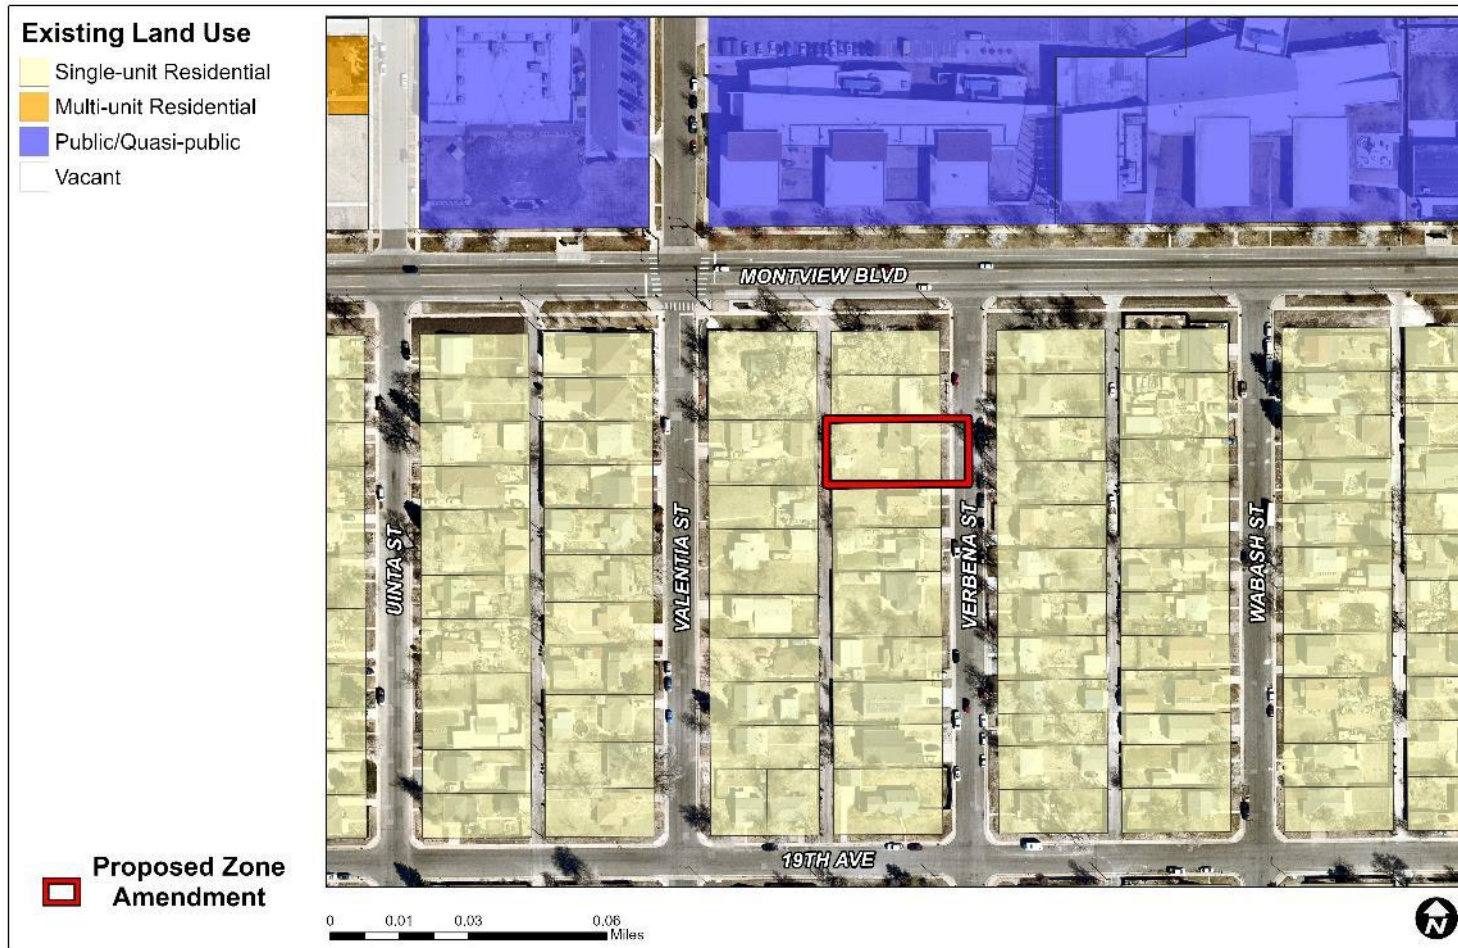 Existing Land Use
Single-unit Residential
Multi-unit Residential
Public/Quasi-public
Vacant
MONTVIEW BLVD
UINTA ST
VALENTIA ST
VERBENA ST
WABASH ST
19TH AVE
Proposed Zone
Amendment
0 0.01 0.03 0.06
Miles
N